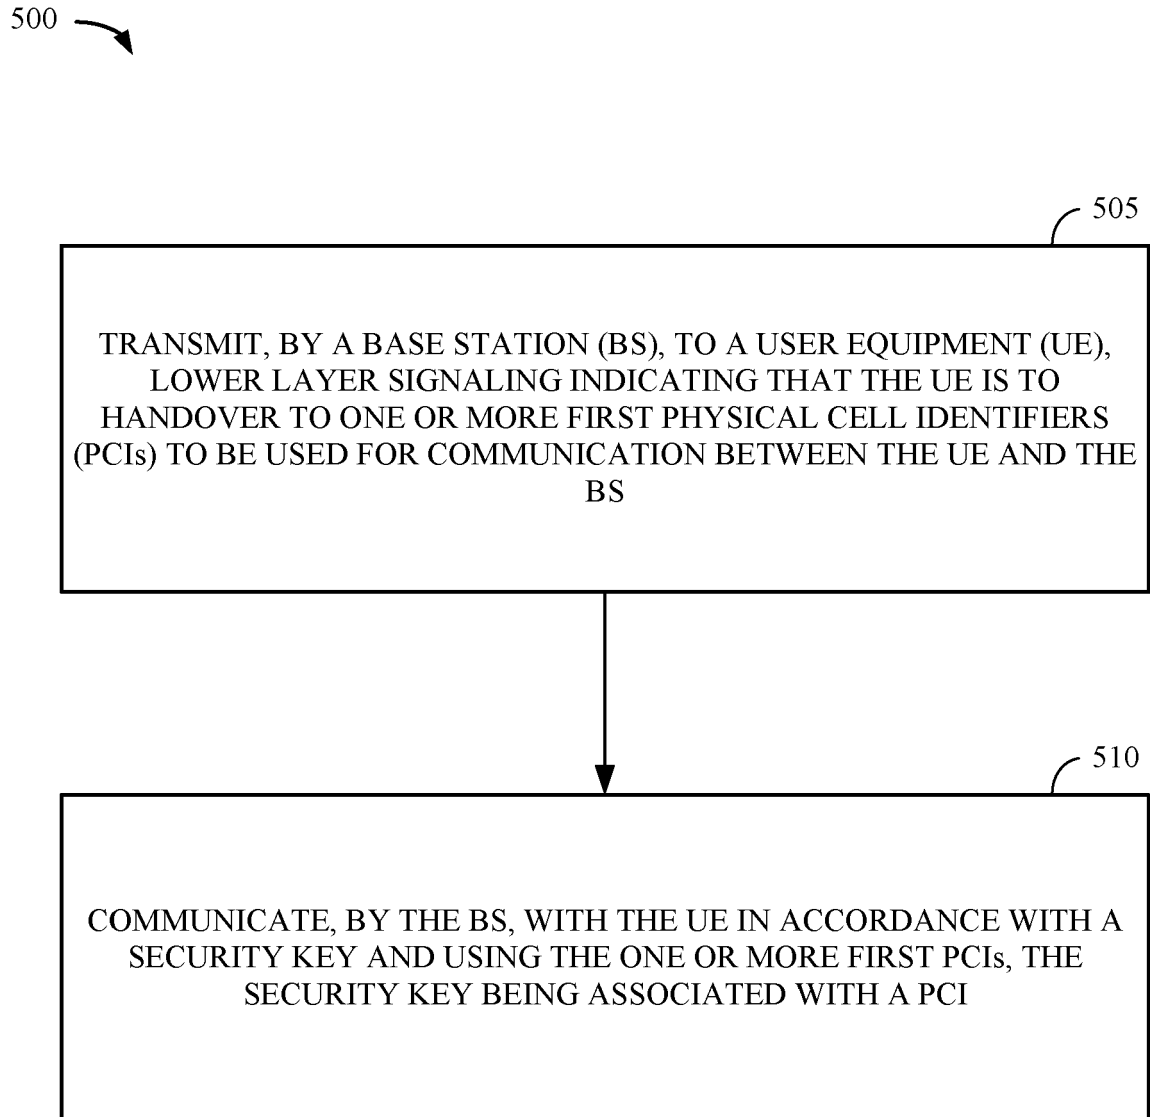 500
505
TRANSMIT, BY A BASE STATION (BS), TO A USER EQUIPMENT (UE),
LOWER LAYER SIGNALING INDICATING THAT THE UE IS TO
HANDOVER TO ONE OR MORE FIRST PHYSICAL CELL IDENTIFIERS
(PCIs) TO BE USED FOR COMMUNICATION BETWEEN THE UE AND THE
BS
510
COMMUNICATE, BY THE BS, WITH THE UE IN ACCORDANCE WITH A
SECURITY KEY AND USING THE ONE OR MORE FIRST PCIs, THE
SECURITY KEY BEING ASSOCIATED WITH A PCI